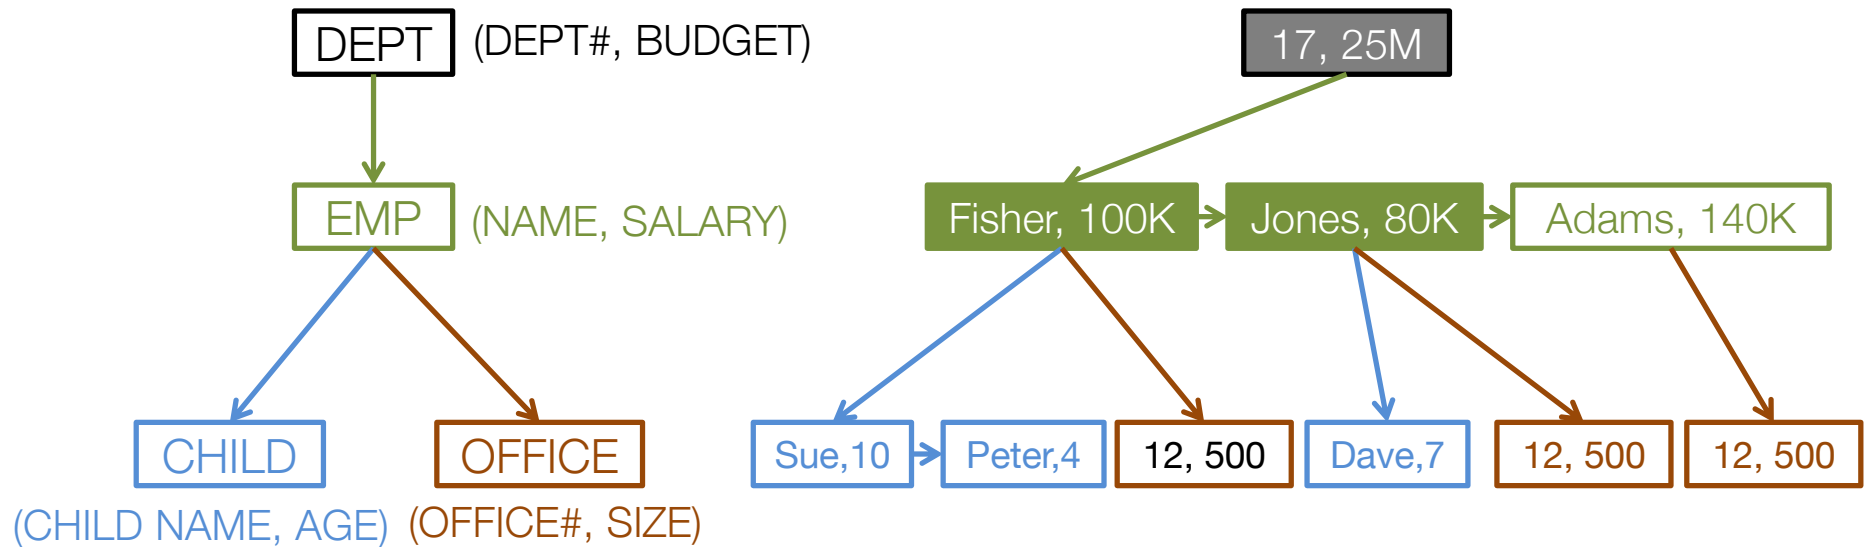 DEPT (DEPT#, BUDGET)
17, 25M
EMP (NAME, SALARY)
Fisher, 100K
Jones, 80K
Adams, 140K
CHILD
OFFICE
Sue,10
Peter,4
12, 500
Dave,7
12, 500
12, 500
(CHILD NAME, AGE)
(OFFICE#, SIZE)